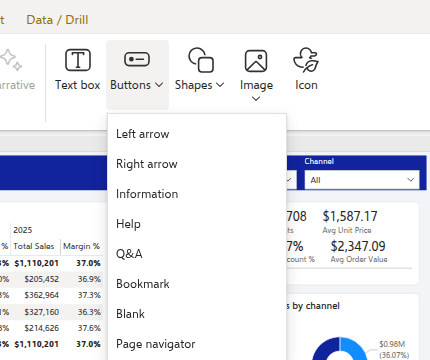 Data / Drill
Text box
Buttons
Shapes
Image
Icon
Left arrow
Right arrow
Information
Help
Q&A
Bookmark
Blank
Page navigator
Channel
All
708
$1,587.17
Avg Unit Price
7%
$2,347.09
Avg Order Value
2025
% Total Sales Margin %
% $1,110,201 37.0%
% $205,452 36.9%
% $362,964 37.3%
% $327,160 36.3%
% $214,626 37.6%
% $1,110,201 37.0%
by channel
$0.98M
(36.07%)